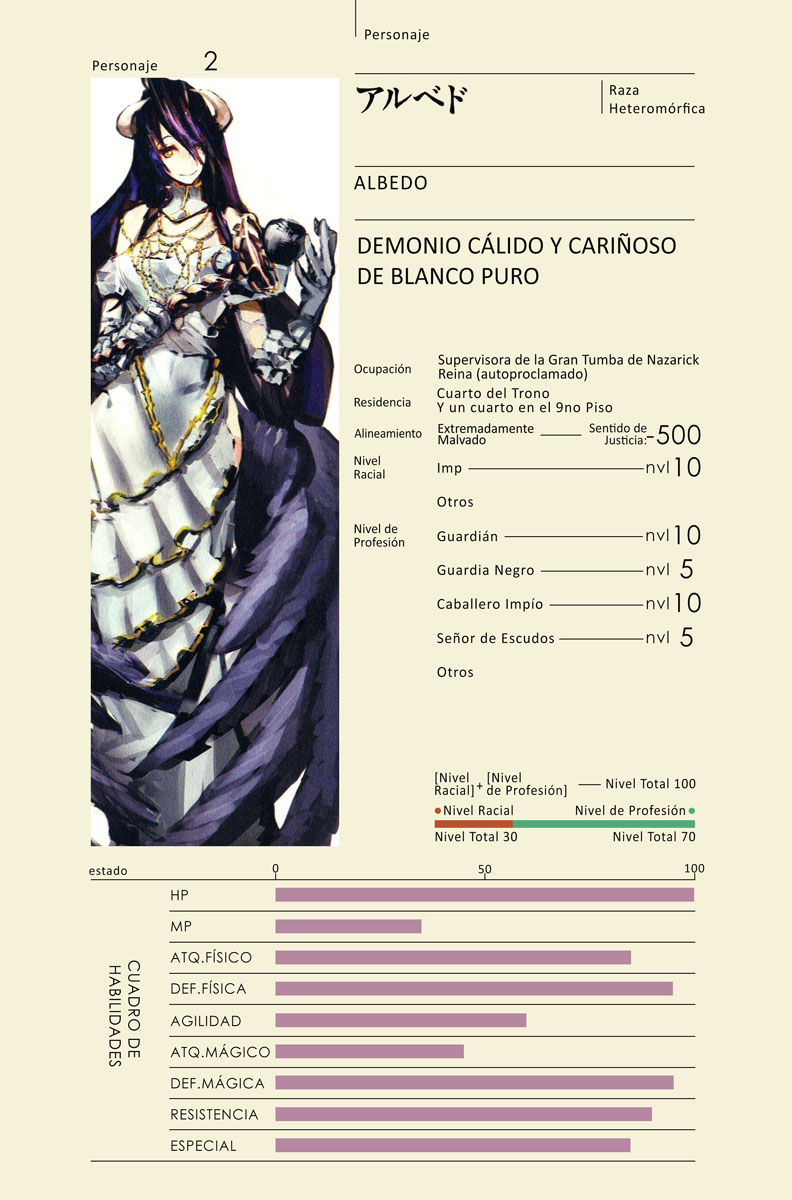 Personaje
Personaje 2
アルベド
Raza
Heteromórfica
ALBEDO
DEMONIO CÁLIDO Y CARIÑOSO
DE BLANCO PURO
Ocupación
Supervisora de la Gran Tumba de Nazarick
Reina (autoproclamado)
Residencia
Cuarto del Trono
Y un cuarto en el 9no Piso
Alineamiento
Extremadamente
Malvado
Sentido de
Justicia:-500
Nivel
Racial
Imp nvl 10
Otros
Nivel de
Profesión
Guardián nvl 10
Guardia Negro nvl 5
Caballero Impío nvl 10
Señor de Escudos nvl 5
Otros
[Nivel
Racial] + [Nivel
de Profesión]
Nivel Total 100
Nivel Racial Nivel de Profesión
Nivel Total 30 Nivel Total 70
estado 0 50 100
CUADRO DE
HABILIDADES
HP
MP
ATQ.FÍSICO
DEF.FÍSICA
AGILIDAD
ATQ.MÁGICO
DEF.MÁGICA
RESISTENCIA
ESPECIAL